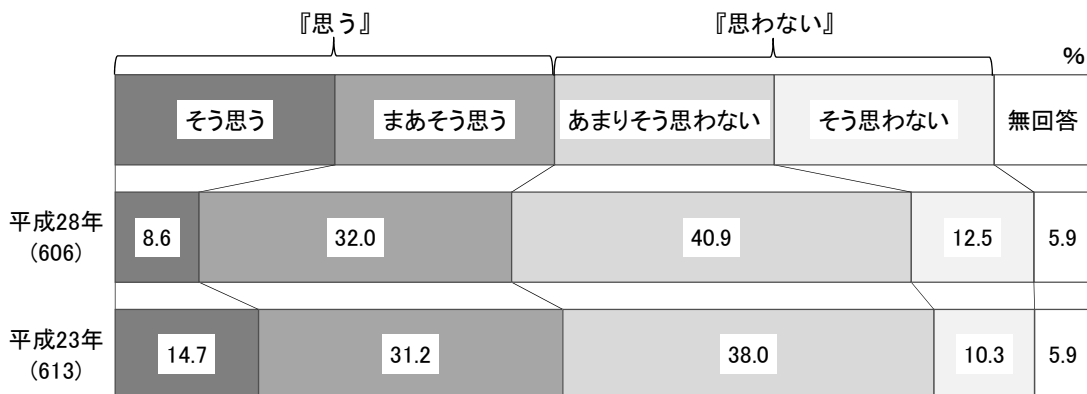 『思う』 『思わない』
%
そう思う まあそう思う あまりそう思わない そう思わない 無回答
平成28年
(606)
8.6 32.0 40.9 12.5 5.9
平成23年
(613)
14.7 31.2 38.0 10.3 5.9